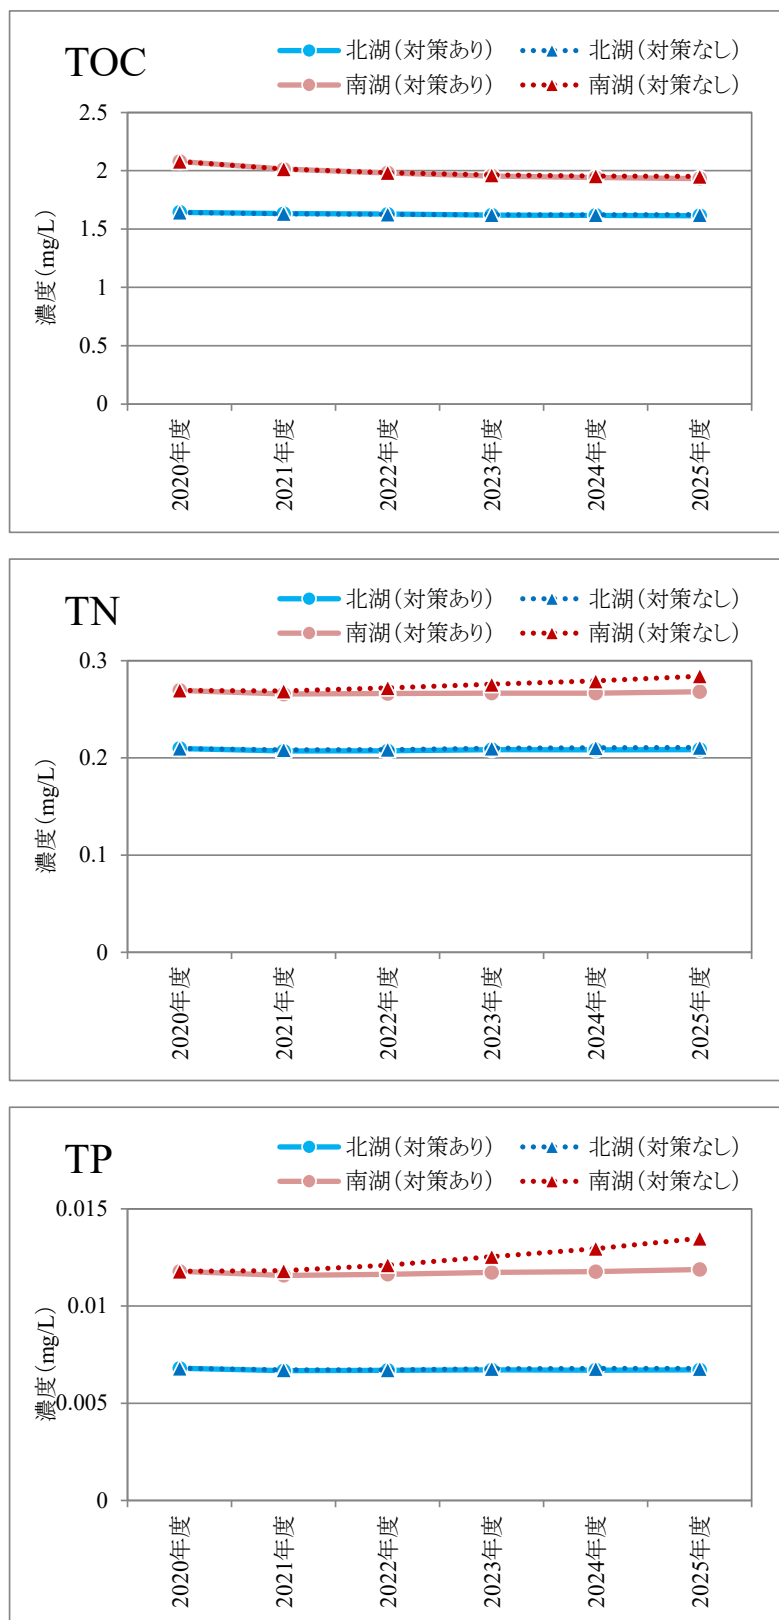 TOC
北湖（対策あり） 北湖（対策なし）
南湖（対策あり） 南湖（対策なし）
濃度（mg/L）
2.5
2
1.5
1
0.5
0
2020年度 2021年度 2022年度 2023年度 2024年度 2025年度
TN
北湖（対策あり） 北湖（対策なし）
南湖（対策あり） 南湖（対策なし）
濃度（mg/L）
0.3
0.2
0.1
0
2020年度 2021年度 2022年度 2023年度 2024年度 2025年度
TP
北湖（対策あり） 北湖（対策なし）
南湖（対策あり） 南湖（対策なし）
濃度（mg/L）
0.015
0.01
0.005
0
2020年度 2021年度 2022年度 2023年度 2024年度 2025年度